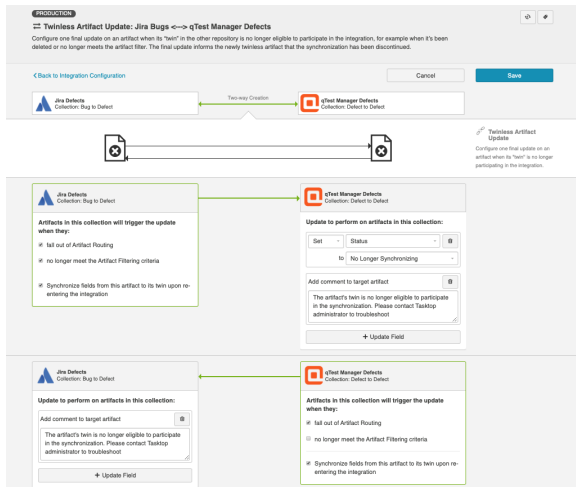 PRODUCTION
Twinless Artifact Update: Jira Bugs <--> qTest Manager Defects
Configure one final update on an artifact when its "twin" in the other repository is no longer eligible to participate in the integration, for example when it's been
deleted or no longer meets the artifact filter. The final update informs the newly twinless artifact that the synchronization has been discontinued.
Back to Integration Configuration
Cancel
Save
Jira Defects
Collection: Bug to Defect
Two-way Creation
qTest Manager Defects
Collection: Defect to Defect
Twinless Artifact
Update
Configure one final update on an
artifact when its "twin" is no longer
participating in the integration.
Jira Defects
Collection: Bug to Defect
Artifacts in this collection will trigger the update
when they:
fall out of Artifact Routing
no longer meet the Artifact Filtering criteria
Synchronize fields from this artifact to its twin upon re-
entering the integration
qTest Manager Defects
Collection: Defect to Defect
Update to perform on artifacts in this collection:
Set
Status
to
No Longer Synchronizing
Add comment to target artifact
The artifact's twin is no longer eligible to participate
in the synchronization. Please contact Tasktop
administrator to troubleshoot
+ Update Field
Jira Defects
Collection: Bug to Defect
Update to perform on artifacts in this collection:
Add comment to target artifact
The artifact's twin is no longer eligible to participate
in the synchronization. Please contact Tasktop
administrator to troubleshoot
+ Update Field
qTest Manager Defects
Collection: Defect to Defect
Artifacts in this collection will trigger the update
when they:
fall out of Artifact Routing
no longer meet the Artifact Filtering criteria
Synchronize fields from this artifact to its twin upon re-
entering the integration